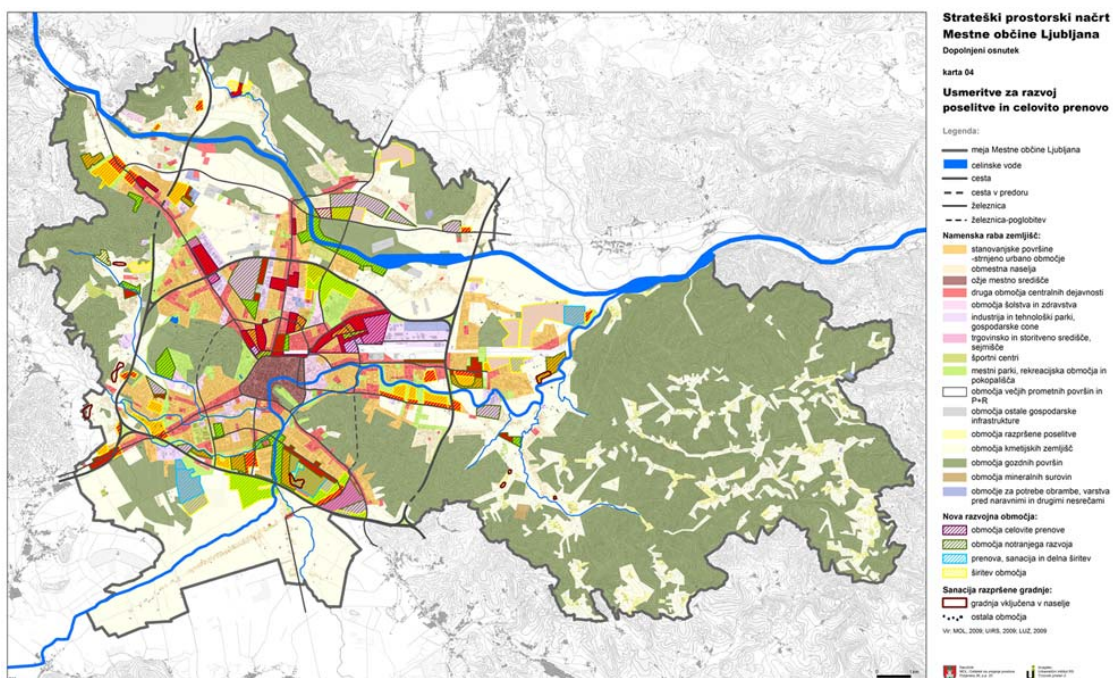 Strateški prostorski načrt
Mestne občine Ljubljana
Dopolnjeni osnutek
karta 04
Usmeritve za razvoj
poselitve in celovito prenovo
Legenda:
meja Mestne občine Ljubljana
celinske vode
cesta
cesta v predoru
železnica
železnica-poglobitev
Namenska raba zemljišč:
stanovanjske površine
-strnjeno urbano območje
obmestna naselja
ožje mestno središče
druga območja centralnih dejavnosti
območja šolstva in zdravstva
industrija in tehnološki parki,
gospodarske cone
trgovinsko in storitveno središče,
sejmišče
športni centri
mestni parki, rekreacijska območja in
pokopališča
območja večjih prometnih površin in
P+R
območja ostale gospodarske
infrastrukture
območja razpršene poselitve
območja kmetijskih zemljišč
območja gozdnih površin
območja mineralnih surovin
območje za potrebe obrambe, varstva
pred naravnimi in drugimi nesrečami
Nova razvojna območja:
območja celovite prenove
območja notranjega razvoja
prenova, sanacija in delna širitev
širitev območja
Sanacija razpršene gradnje:
gradnja vključena v naselje
ostala območja
Vir: MOL, 2009; UIRS, 2009; LUZ, 2009